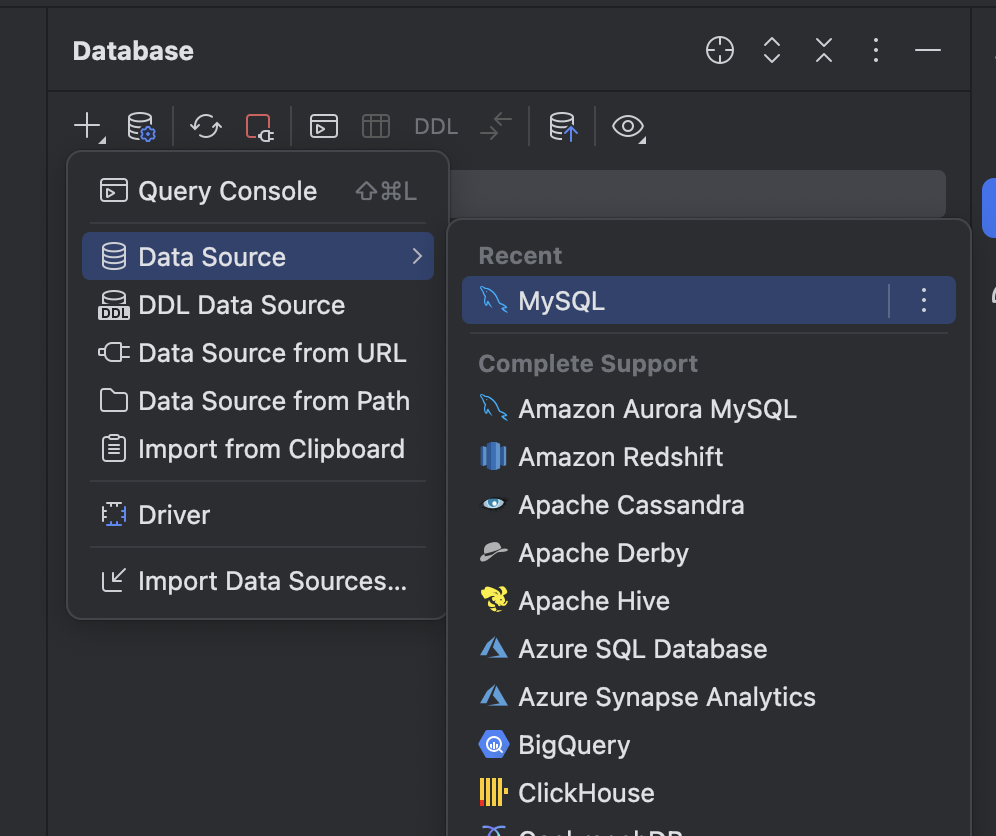 Database
DDL
Query Console ⇧⌘L
Data Source
DDL Data Source
Data Source from URL
Data Source from Path
Import from Clipboard
Driver
Import Data Sources...
Recent
MySQL
Complete Support
Amazon Aurora MySQL
Amazon Redshift
Apache Cassandra
Apache Derby
Apache Hive
Azure SQL Database
Azure Synapse Analytics
BigQuery
ClickHouse